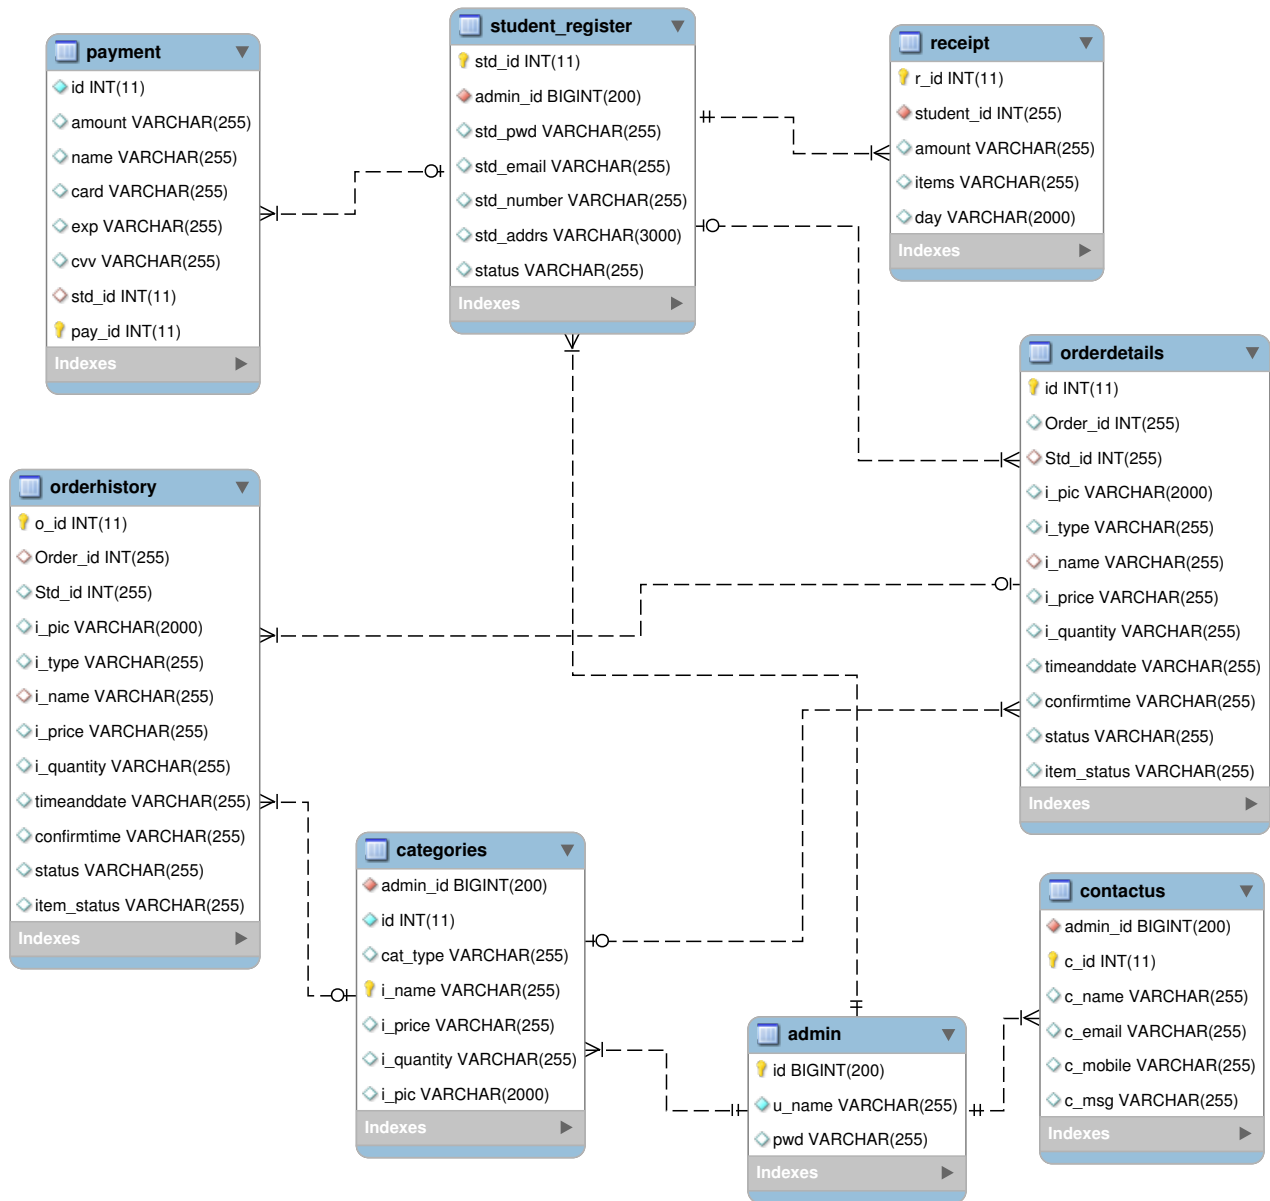 payment
id INT(11)
amount VARCHAR(255)
name VARCHAR(255)
card VARCHAR(255)
exp VARCHAR(255)
cvv VARCHAR(255)
std_id INT(11)
pay_id INT(11)
Indexes
student_register
std_id INT(11)
admin_id BIGINT(200)
std_pwd VARCHAR(255)
std_email VARCHAR(255)
std_number VARCHAR(255)
std_addrs VARCHAR(3000)
status VARCHAR(255)
Indexes
receipt
r_id INT(11)
student_id INT(255)
amount VARCHAR(255)
items VARCHAR(255)
day VARCHAR(2000)
Indexes
orderdetails
id INT(11)
Order_id INT(255)
Std_id INT(255)
i_pic VARCHAR(2000)
i_type VARCHAR(255)
i_name VARCHAR(255)
i_price VARCHAR(255)
i_quantity VARCHAR(255)
timeanddate VARCHAR(255)
confirmtime VARCHAR(255)
status VARCHAR(255)
item_status VARCHAR(255)
Indexes
orderhistory
o_id INT(11)
Order_id INT(255)
Std_id INT(255)
i_pic VARCHAR(2000)
i_type VARCHAR(255)
i_name VARCHAR(255)
i_price VARCHAR(255)
i_quantity VARCHAR(255)
timeanddate VARCHAR(255)
confirmtime VARCHAR(255)
status VARCHAR(255)
item_status VARCHAR(255)
Indexes
categories
admin_id BIGINT(200)
id INT(11)
cat_type VARCHAR(255)
i_name VARCHAR(255)
i_price VARCHAR(255)
i_quantity VARCHAR(255)
i_pic VARCHAR(2000)
Indexes
admin
id BIGINT(200)
u_name VARCHAR(255)
pwd VARCHAR(255)
Indexes
contactus
admin_id BIGINT(200)
c_id INT(11)
c_name VARCHAR(255)
c_email VARCHAR(255)
c_mobile VARCHAR(255)
c_msg VARCHAR(255)
Indexes